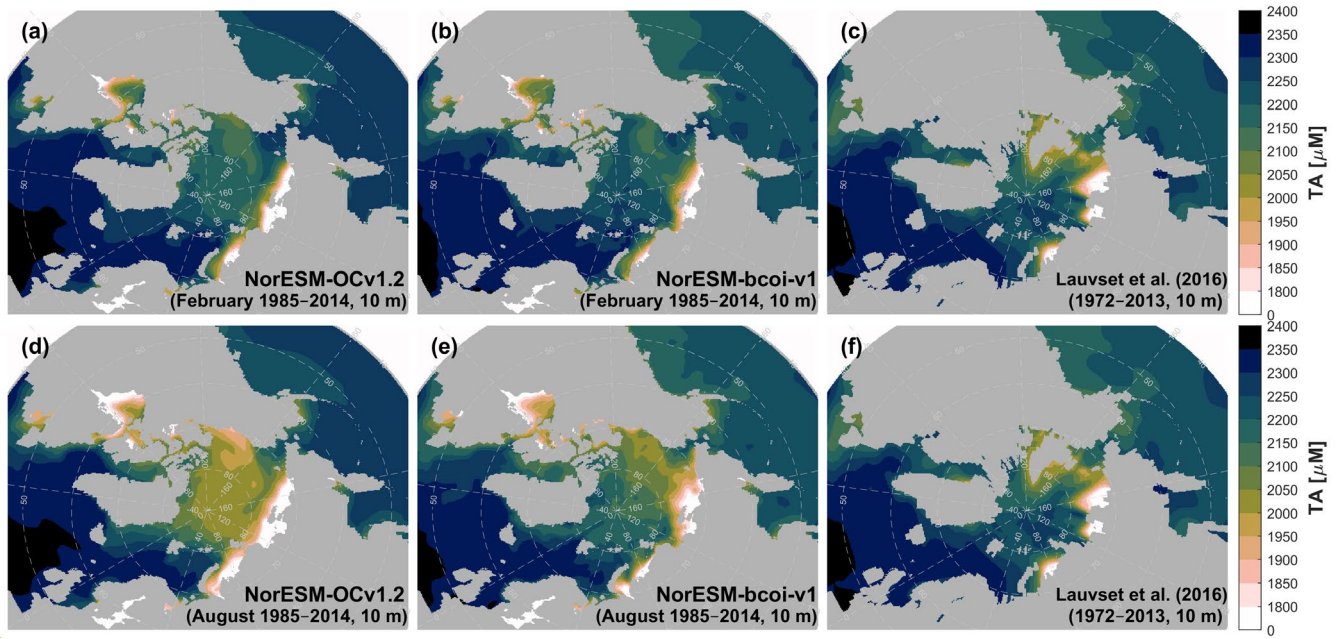 (a)
NorESM-OCv1.2
(February 1985–2014, 10 m)
(b)
NorESM-bcoi-v1
(February 1985–2014, 10 m)
(c)
Lauvset et al. (2016)
(1972–2013, 10 m)
2400
2350
2300
2250
2200
2150
2100
2050
2000
1950
1900
1850
1800
0
TA [μM]
(d)
NorESM-OCv1.2
(August 1985–2014, 10 m)
(e)
NorESM-bcoi-v1
(August 1985–2014, 10 m)
(f)
Lauvset et al. (2016)
(1972–2013, 10 m)
2400
2350
2300
2250
2200
2150
2100
2050
2000
1950
1900
1850
1800
0
TA [μM]